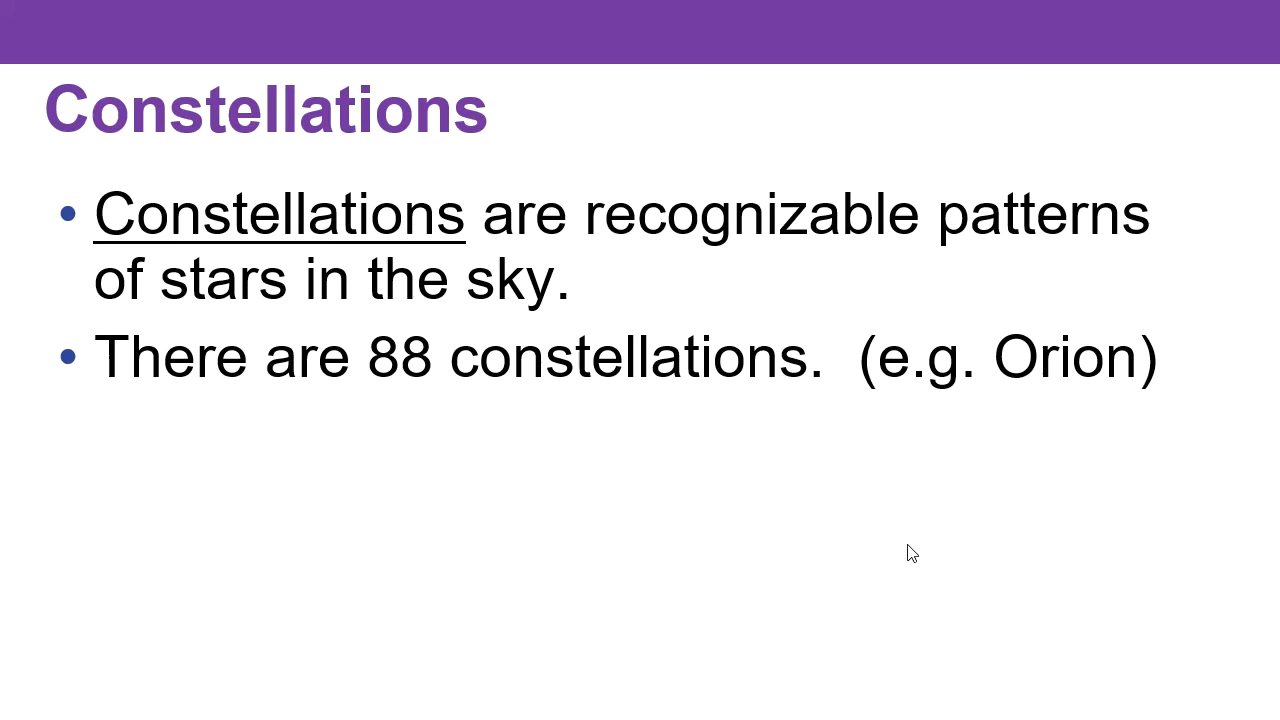 Constellations
• Constellations are recognizable patterns
of stars in the sky.
• There are 88 constellations.  (e.g. Orion)